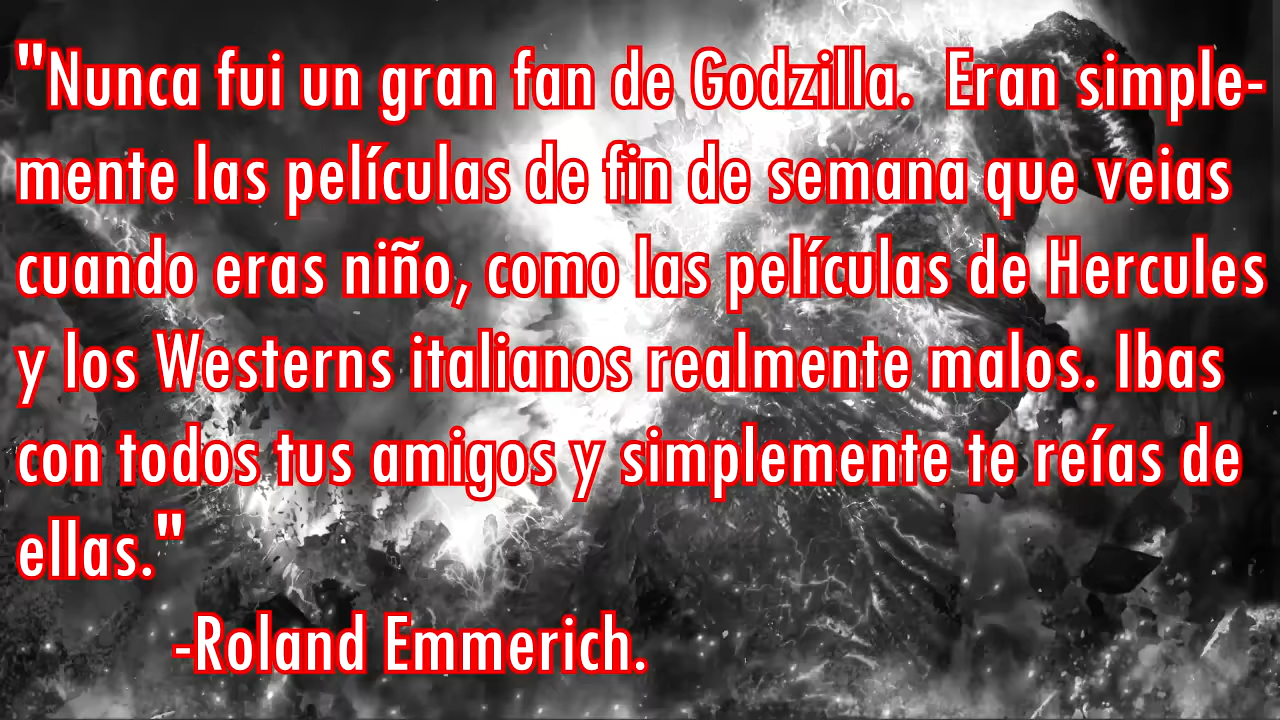 "Nunca fui un gran fan de Godzilla.  Eran simple-
mente las películas de fin de semana que veias
cuando eras niño, como las películas de Hercules
y los Westerns italianos realmente malos. Ibas
con todos tus amigos y simplemente te reías de
ellas."
-Roland Emmerich.